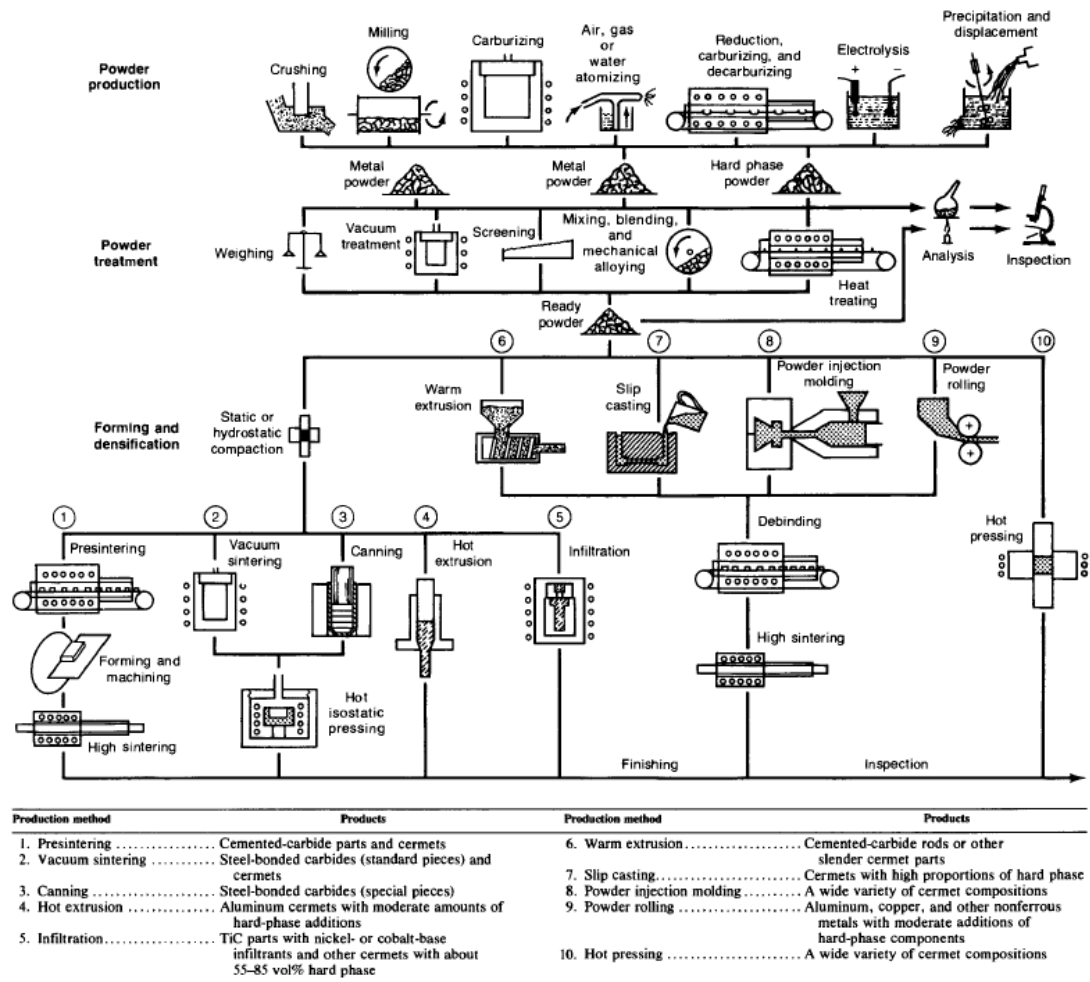 Precipitation and
displacement
Air, gas
or
water
atomizing
Reduction,
carburizing, and
decarburizing
Milling
Carburizing
Electrolysis
+
−
Powder
production
Crushing
Metal
powder
Metal
powder
Hard phase
powder
Powder
treatment
Weighing
Vacuum
treatment
Screening
Mixing, blending,
and
mechanical
alloying
Heat
treating
Analysis
Inspection
Ready
powder
6
7
8
9
10
Forming and
densification
Static or
hydrostatic
compaction
Warm
extrusion
Slip
casting
Powder injection
molding
Powder
rolling
+
+
1
2
3
4
5
Presintering
Vacuum
sintering
Canning
Hot
extrusion
Infiltration
Debinding
Hot
pressing
Forming and
machining
High sintering
Hot
isostatic
pressing
High sintering
Finishing
Inspection
Production method Products
1. Presintering ................ Cemented-carbide parts and cermets
2. Vacuum sintering ........... Steel-bonded carbides (standard pieces) and
cermets
3. Canning .................... Steel-bonded carbides (special pieces)
4. Hot extrusion .............. Aluminum cermets with moderate amounts of
hard-phase additions
5. Infiltration................ TiC parts with nickel- or cobalt-base
infiltrants and other cermets with about
55–85 vol% hard phase
Production method Products
6. Warm extrusion.................... Cemented-carbide rods or other
slender cermet parts
7. Slip casting...................... Cermets with high proportions of hard phase
8. Powder injection molding .......... A wide variety of cermet compositions
9. Powder rolling .................... Aluminum, copper, and other nonferrous
metals with moderate additions of
hard-phase components
10. Hot pressing ..................... A wide variety of cermet compositions